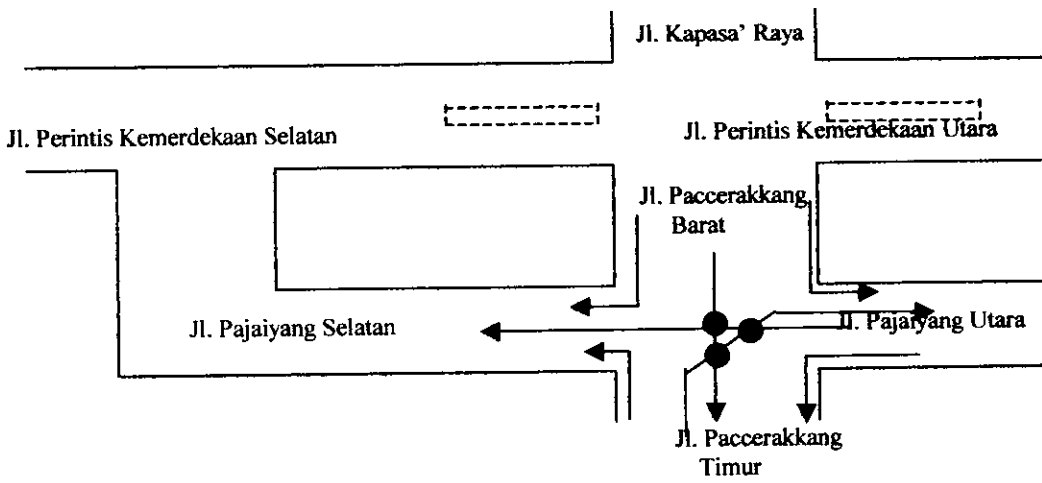 Jl. Kapasa' Raya
Jl. Perintis Kemerdekaan Selatan
Jl. Perintis Kemerdekaan Utara
Jl. Paccerakkang
Barat
Jl. Pajaiyang Selatan
Jl. Pajaiyang Utara
Jl. Paccerakkang
Timur